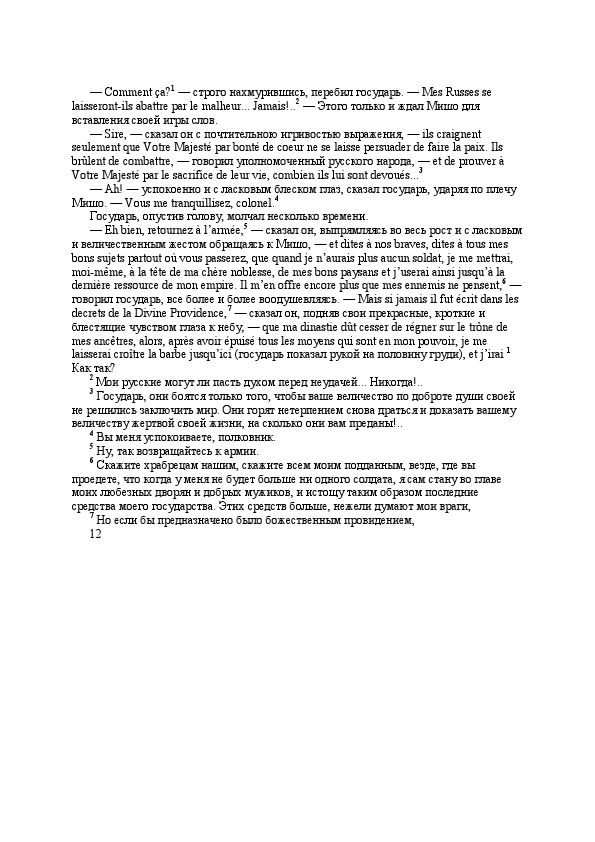 — Comment ça?1 — строго нахмурившись, перебил государь. — Mes Russes se
laisseront-ils abattre par le malheur... Jamais!..2 — Этого только и ждал Мишо для
вставления своей игры слов.
— Sire, — сказал он с почтительною игривостью выражения, — ils craignent
seulement que Votre Majesté par bonté de coeur ne se laisse persuader de faire la paix. Ils
brûlent de combattre, — говорил уполномоченный русского народа, — et de prouver à
Votre Majesté par le sacrifice de leur vie, combien ils lui sont devoués...3
— Ah! — успокоенно и с ласковым блеском глаз, сказал государь, ударяя по плечу
Мишо. — Vous me tranquillisez, colonel.4
Государь, опустив голову, молчал несколько времени.
— Eh bien, retournez à l’armée,5 — сказал он, выпрямляясь во весь рост и с ласковым
и величественным жестом обращаясь к Мишо, — et dites à nos braves, dites à tous mes
bons sujets partout où vous passerez, que quand je n’aurais plus aucun soldat, je me mettrai,
moi-même, à la tête de ma chère noblesse, de mes bons paysans et j’userai ainsi jusqu’à la
dernière ressource de mon empire. Il m’en offre encore plus que mes ennemis ne pensent,6 —
говорил государь, все более и более воодушевляясь. — Mais si jamais il fut écrit dans les
decrets de la Divine Providence,7 — сказал он, подняв свои прекрасные, кроткие и
блестящие чувством глаза к небу, — que ma dinastie dût cesser de régner sur le trône de
mes ancêtres, alors, après avoir épuisé tous les moyens qui sont en mon pouvoir, je me
laisserai croître la barbe jusqu’ici (государь показал рукой на половину груди), et j’irai 1
Как так?
2 Мои русские могут ли пасть духом перед неудачей... Никогда!..
3 Государь, они боятся только того, чтобы ваше величество по доброте души своей
не решились заключить мир. Они горят нетерпением снова драться и доказать вашему
величеству жертвой своей жизни, на сколько они вам преданы!..
4 Вы меня успокоиваете, полковник.
5 Ну, так возвращайтесь к армии.
6 Скажите храбрецам нашим, скажите всем моим подданным, везде, где вы
проедете, что когда у меня не будет больше ни одного солдата, я сам стану во главе
моих любезных дворян и добрых мужиков, и истощу таким образом последние
средства моего государства. Этих средств больше, нежели думают мои враги,
7 Но если бы предназначено было божественным провидением,
12